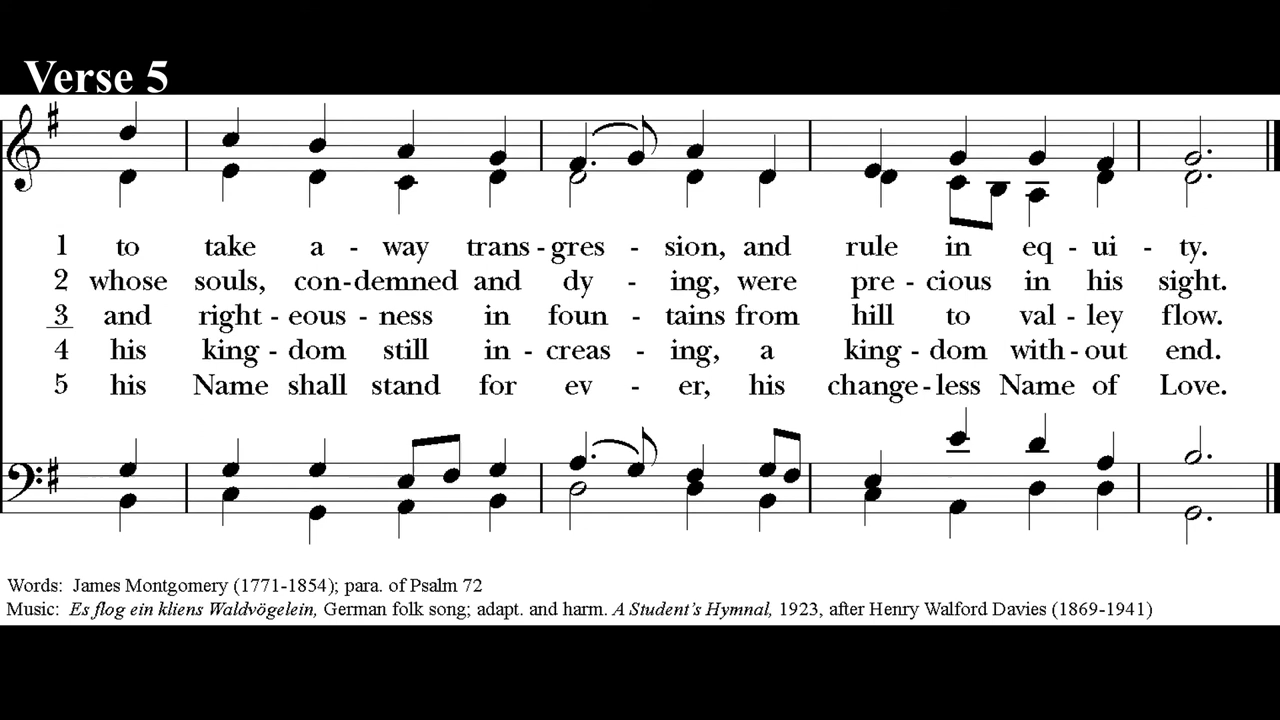 Verse 5
1 to take a - way trans - gres - sion, and rule in eq - ui - ty.
2 whose souls, con - demned and dy - ing, were pre - cious in his sight.
3 and right - eous - ness in foun - tains from hill to val - ley flow.
4 his king - dom still in - creas - ing, a king - dom with - out end.
5 his Name shall stand for ev - er, his change - less Name of Love.
Words: James Montgomery (1771-1854); para. of Psalm 72
Music: Es flog ein kliens Waldvögelein, German folk song; adapt. and harm. A Student's Hymnal, 1923, after Henry Walford Davies (1869-1941)